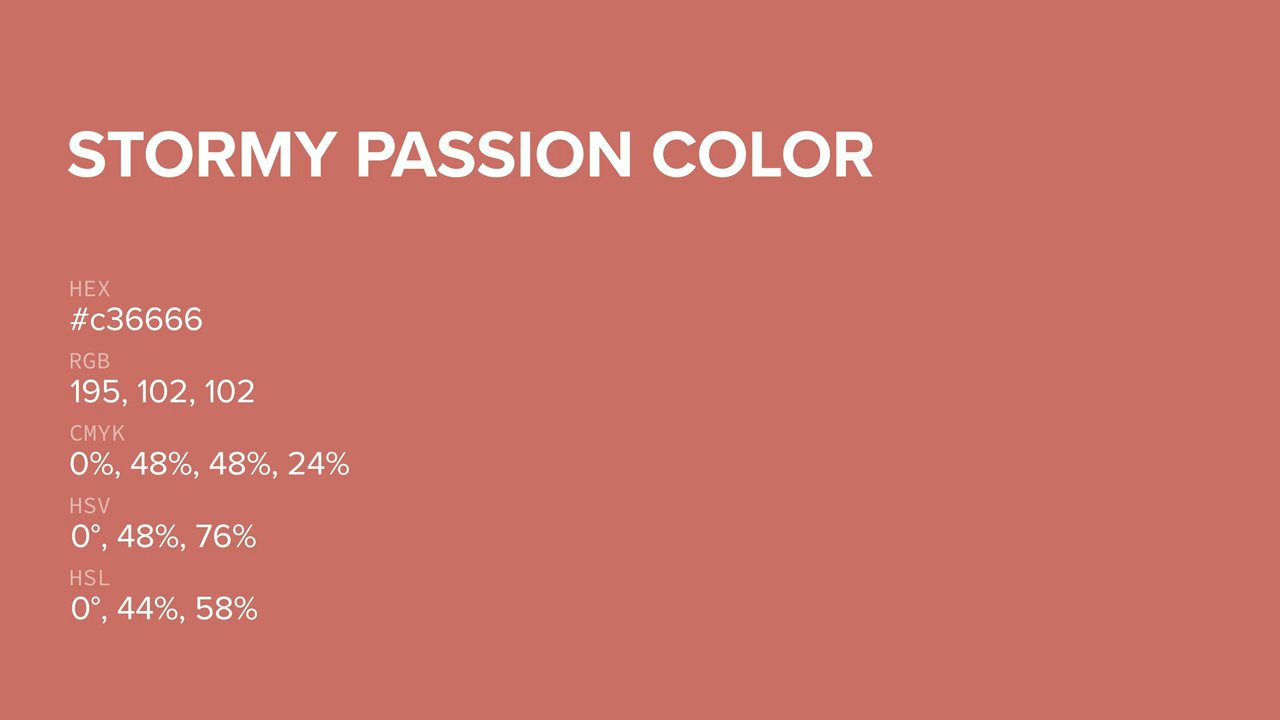 STORMY PASSION COLOR
HEX
#c36666
RGB
195, 102, 102
CMYK
0%, 48%, 48%, 24%
HSV
0°, 48%, 76%
HSL
0°, 44%, 58%